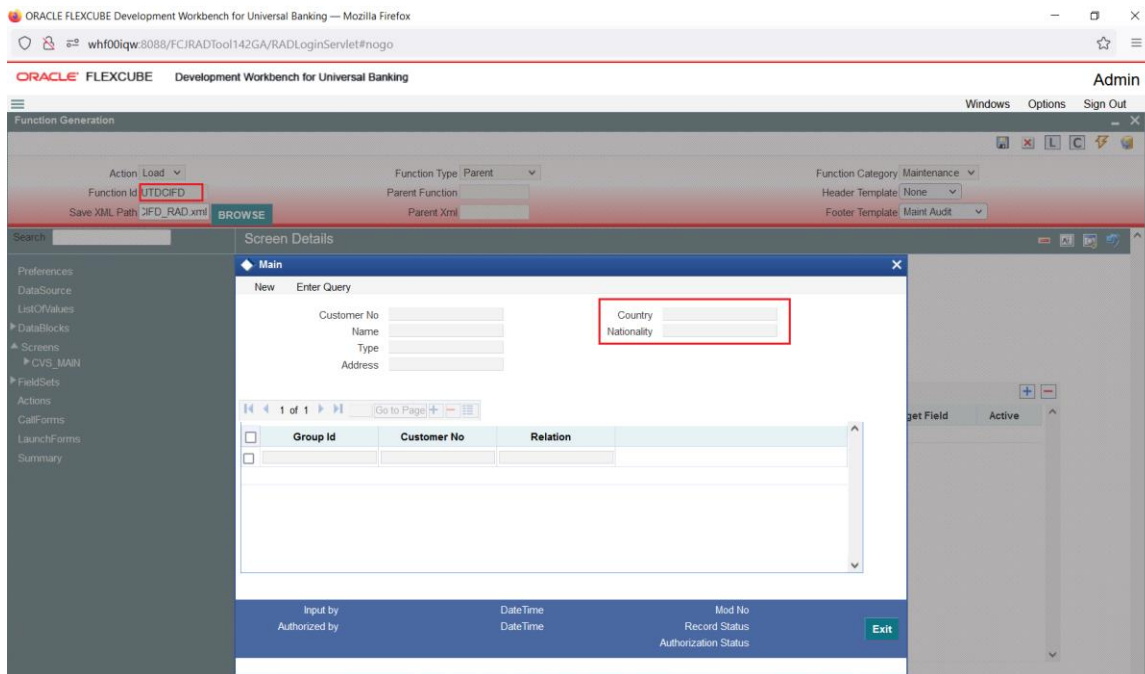 ORACLE FLEXCUBE Development Workbench for Universal Banking — Mozilla Firefox
whf00iqw:8088/FCJRADTool142GA/RADLoginServlet#nogo
ORACLE FLEXCUBE Development Workbench for Universal Banking Admin
Windows Options Sign Out
Function Generation
L C
Action Load Function Type Parent Function Category Maintenance
Function Id UTDCIFD Parent Function Header Template None
Save XML Path CIFD_RAD.xml BROWSE Parent Xml Footer Template Maint Audit
Search Screen Details
Preferences
DataSource
ListOfValues
DataBlocks
Screens
CVS_MAIN
FieldSets
Actions
CallForms
LaunchForms
Summary
Main
New Enter Query
Customer No Country
Name Nationality
Type
Address
1 of 1 Go to Page
get Field Active
Group Id Customer No Relation
Input by DateTime Mod No
Authorized by DateTime Record Status
Authorization Status
Exit